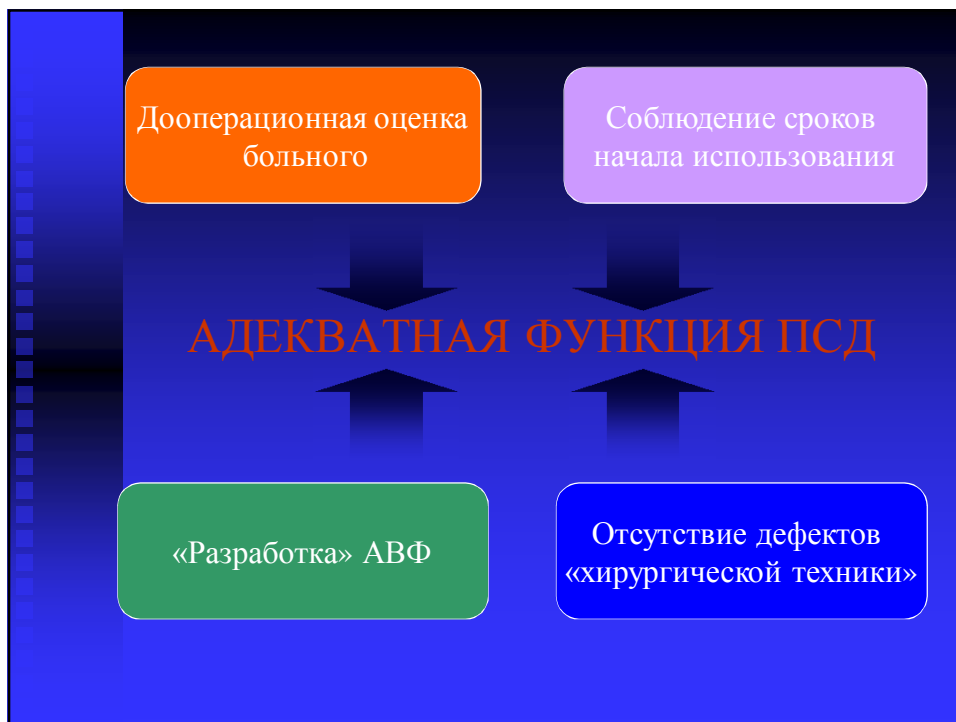 Дооперационная оценка
больного
Соблюдение сроков
начала использования
АДЕКВАТНАЯ ФУНКЦИЯ ПСД
«Разработка» АВФ
Отсутствие дефектов
«хирургической техники»